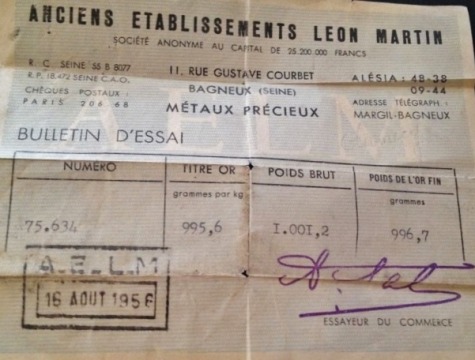 ANCIENS ETABLISSEMENTS LEON MARTIN
SOCIÉTÉ ANONYME AU CAPITAL DE 25.200.000 FRANCS
R. C. SEINE 55 B 8077
R.P. 18.472 SEINE C.A.O.
CHÈQUES POSTAUX :
PARIS 206.68
11, RUE GUSTAVE COURBET
BAGNEUX (SEINE)
MÉTAUX PRÉCIEUX
ALÉSIA : 48-38
09-44
ADRESSE TÉLÉGRAPH :
MARGIL-BAGNEUX
AELM
BULLETIN D'ESSAI
NUMÉRO TITRE OR POIDS BRUT POIDS DE L'OR FIN
grammes par kg grammes
75.634 995,6 1.001,2 996,7
A.E.L.M
16 AOUT 1956
ESSAYEUR DU COMMERCE